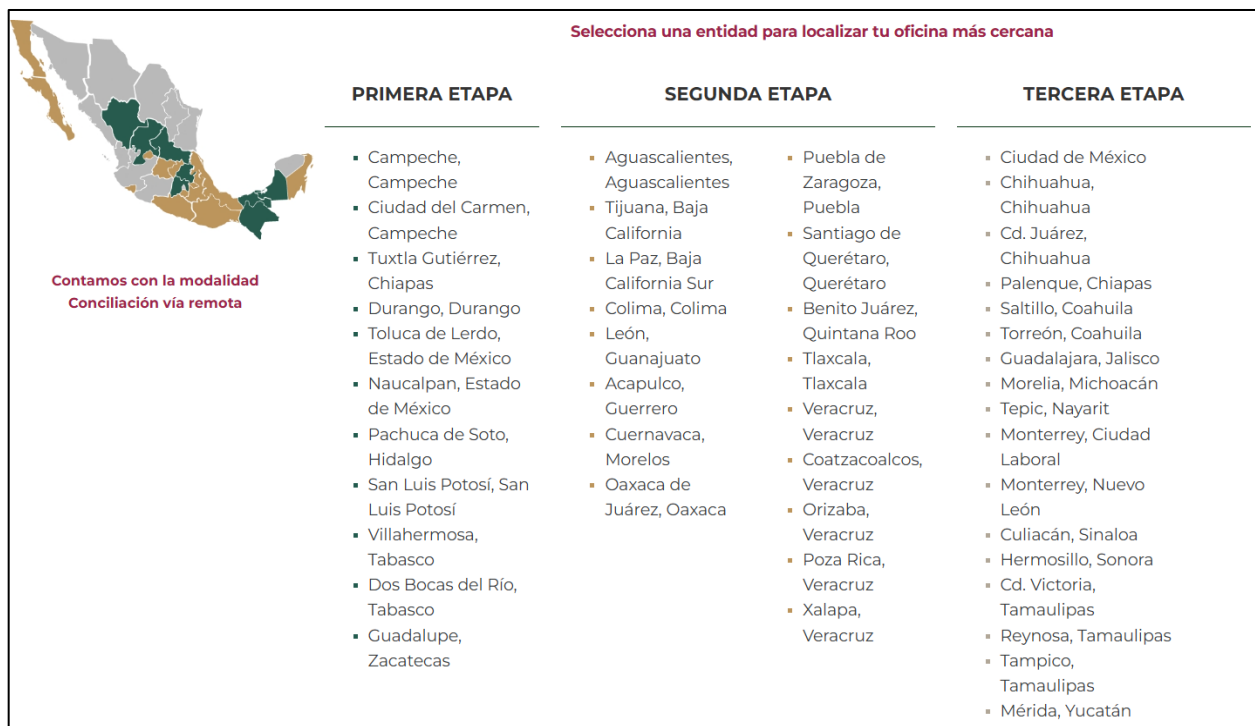 Selecciona una entidad para localizar tu oficina más cercana
Contamos con la modalidad
Conciliación vía remota
PRIMERA ETAPA
Campeche,
Campeche
Ciudad del Carmen,
Campeche
Tuxtla Gutiérrez,
Chiapas
Durango, Durango
Toluca de Lerdo,
Estado de México
Naucalpan, Estado
de México
Pachuca de Soto,
Hidalgo
San Luis Potosí, San
Luis Potosí
Villahermosa,
Tabasco
Dos Bocas del Río,
Tabasco
Guadalupe,
Zacatecas
SEGUNDA ETAPA
Aguascalientes,
Aguascalientes
Tijuana, Baja
California
La Paz, Baja
California Sur
Colima, Colima
León,
Guanajuato
Acapulco,
Guerrero
Cuernavaca,
Morelos
Oaxaca de
Juárez, Oaxaca
Puebla de
Zaragoza,
Puebla
Santiago de
Querétaro,
Querétaro
Benito Juárez,
Quintana Roo
Tlaxcala,
Tlaxcala
Veracruz,
Veracruz
Coatzacoalcos,
Veracruz
Orizaba,
Veracruz
Poza Rica,
Veracruz
Xalapa,
Veracruz
TERCERA ETAPA
Ciudad de México
Chihuahua,
Chihuahua
Cd. Juárez,
Chihuahua
Palenque, Chiapas
Saltillo, Coahuila
Torreón, Coahuila
Guadalajara, Jalisco
Morelia, Michoacán
Tepic, Nayarit
Monterrey, Ciudad
Laboral
Monterrey, Nuevo
León
Culiacán, Sinaloa
Hermosillo, Sonora
Cd. Victoria,
Tamaulipas
Reynosa, Tamaulipas
Tampico,
Tamaulipas
Mérida, Yucatán